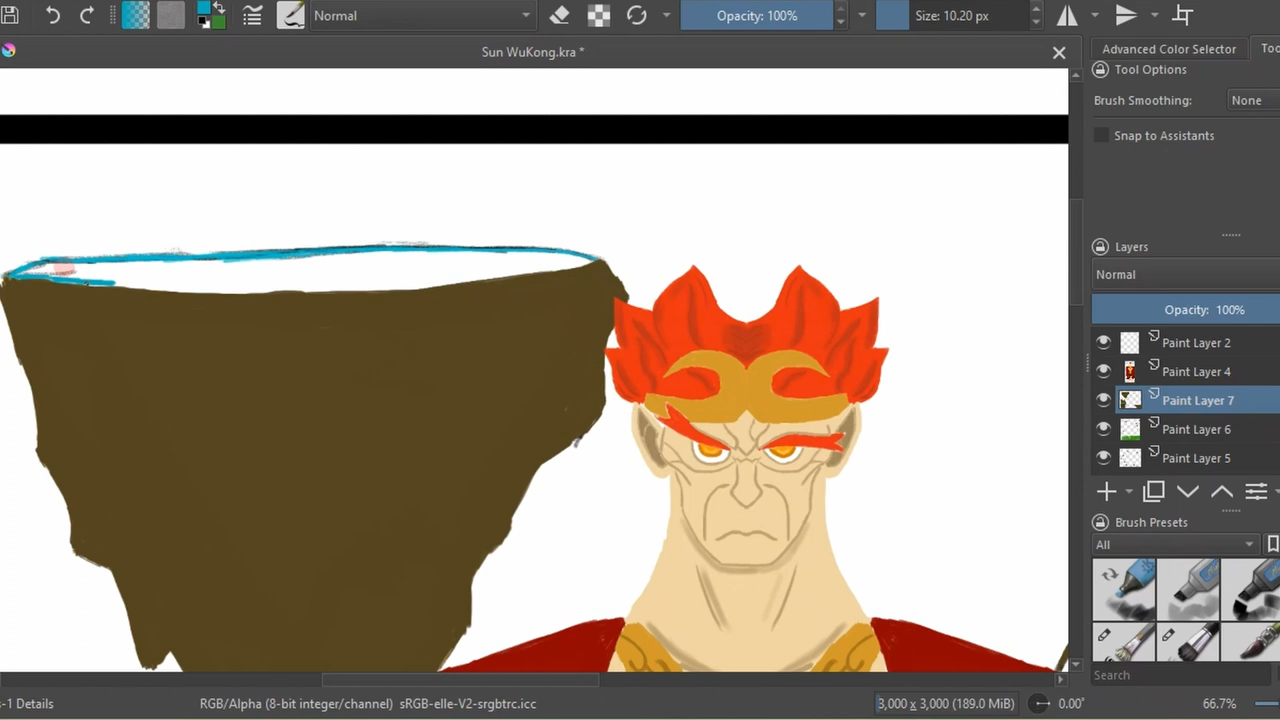 Normal
Opacity: 100%
Size: 10.20 px
Sun WuKong.kra *
Advanced Color Selector
Tool Options
Brush Smoothing:
None
Snap to Assistants
Layers
Normal
Opacity: 100%
Paint Layer 2
Paint Layer 4
Paint Layer 7
Paint Layer 6
Paint Layer 5
Brush Presets
All
Search
-1 Details
RGB/Alpha (8-bit integer/channel) sRGB-elle-V2-srgbtrc.icc
3,000 x 3,000 (189.0 MiB)
0.00°
66.7%